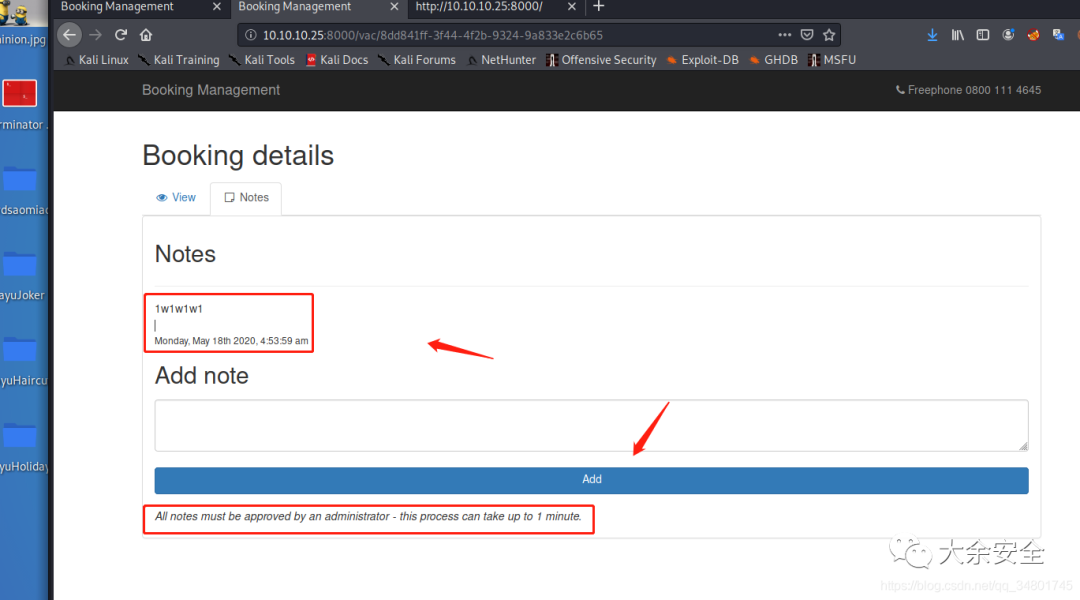 Booking Management
Booking Management
http://10.10.10.25:8000/
10.10.10.25:8000/vac/8dd841ff-3f44-4f2b-9324-9a833e2c6b65
Kali Linux
Kali Training
Kali Tools
Kali Docs
Kali Forums
NetHunter
Offensive Security
Exploit-DB
GHDB
MSFU
inion.jpg
rminator
dsaomiao
ayuJoker
yuHaircu
yuHoliday
Booking Management
Freephone 0800 111 4645
Booking details
View
Notes
Notes
1w1w1w1
Monday, May 18th 2020, 4:53:59 am
Add note
Add
All notes must be approved by an administrator - this process can take up to 1 minute.
大余安全
https://blog.csdn.net/qq_34801745